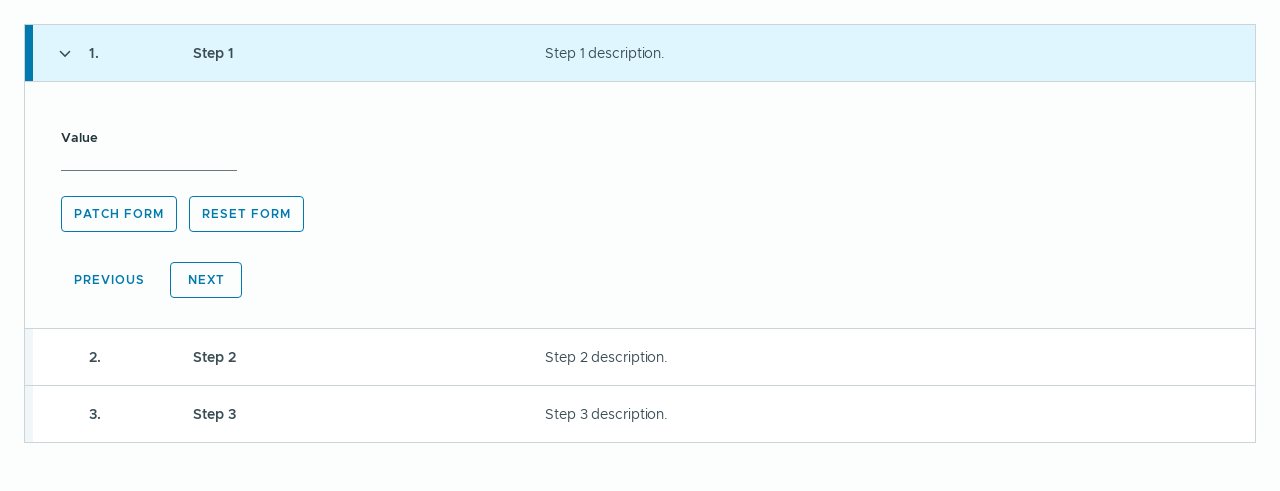 1. Step 1 Step 1 description.
Value
PATCH FORM RESET FORM
PREVIOUS NEXT
2. Step 2 Step 2 description.
3. Step 3 Step 3 description.